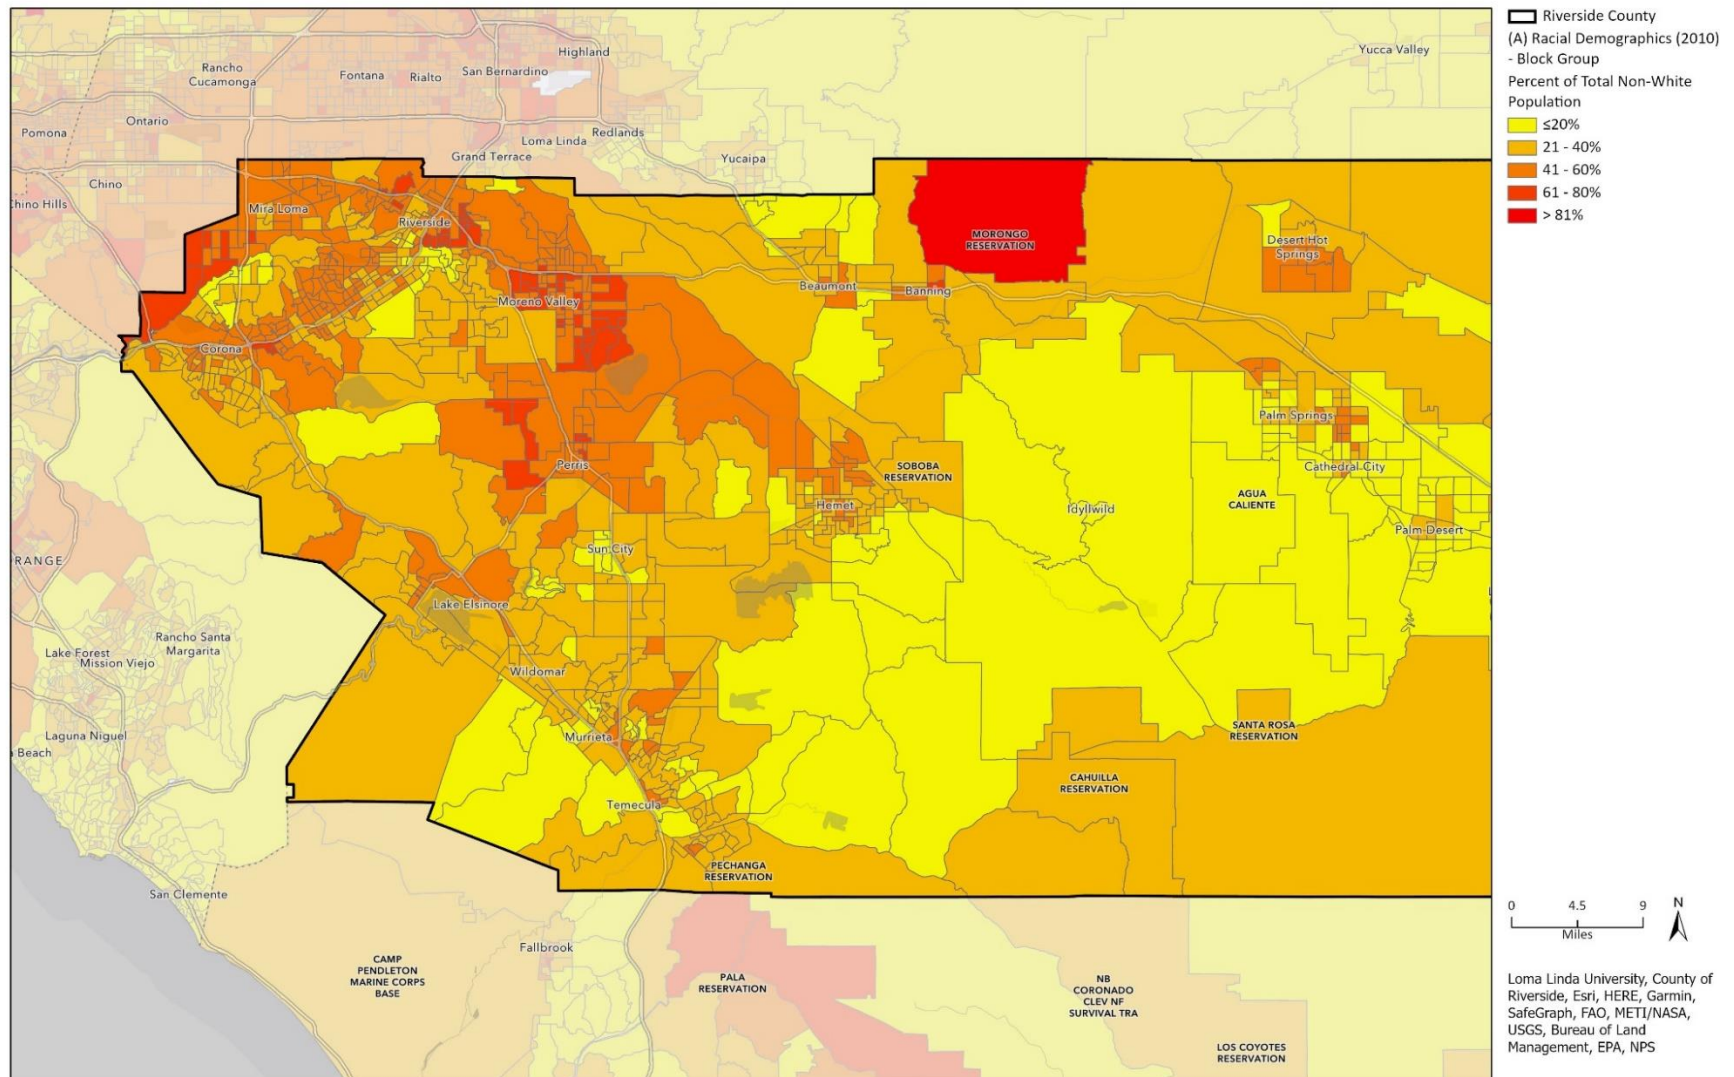 Highland
Yucca Valley
Rancho
Cucamonga
Fontana
Rialto
San Bernardino
Ontario
Pomona
Redlands
Loma Linda
Grand Terrace
Yucaipa
Chino
Chino Hills
Mira Loma
Riverside
MORONGO
RESERVATION
Desert Hot
Springs
Beaumont
Banning
Moreno Valley
Corona
Palm Springs
Perris
SOBOBA
RESERVATION
Cathedral City
Hemet
Idyllwild
AGUA
CALIENTE
Palm Desert
Sun City
RANGE
Lake Elsinore
Rancho Santa
Margarita
Lake Forest
Mission Viejo
Wildomar
Laguna Niguel
a Beach
Murrieta
SANTA ROSA
RESERVATION
CAHUILLA
RESERVATION
Temecula
PECHANGA
RESERVATION
San Clemente
Fallbrook
CAMP
PENDLETON
MARINE CORPS
BASE
PALA
RESERVATION
NB
CORONADO
CLEV NF
SURVIVAL TRA
LOS COYOTES
RESERVATION
Riverside County
(A) Racial Demographics (2010)
- Block Group
Percent of Total Non-White
Population
≤20%
21 - 40%
41 - 60%
61 - 80%
> 81%
0 4.5 9
Miles
N
Loma Linda University, County of
Riverside, Esri, HERE, Garmin,
SafeGraph, FAO, METI/NASA,
USGS, Bureau of Land
Management, EPA, NPS